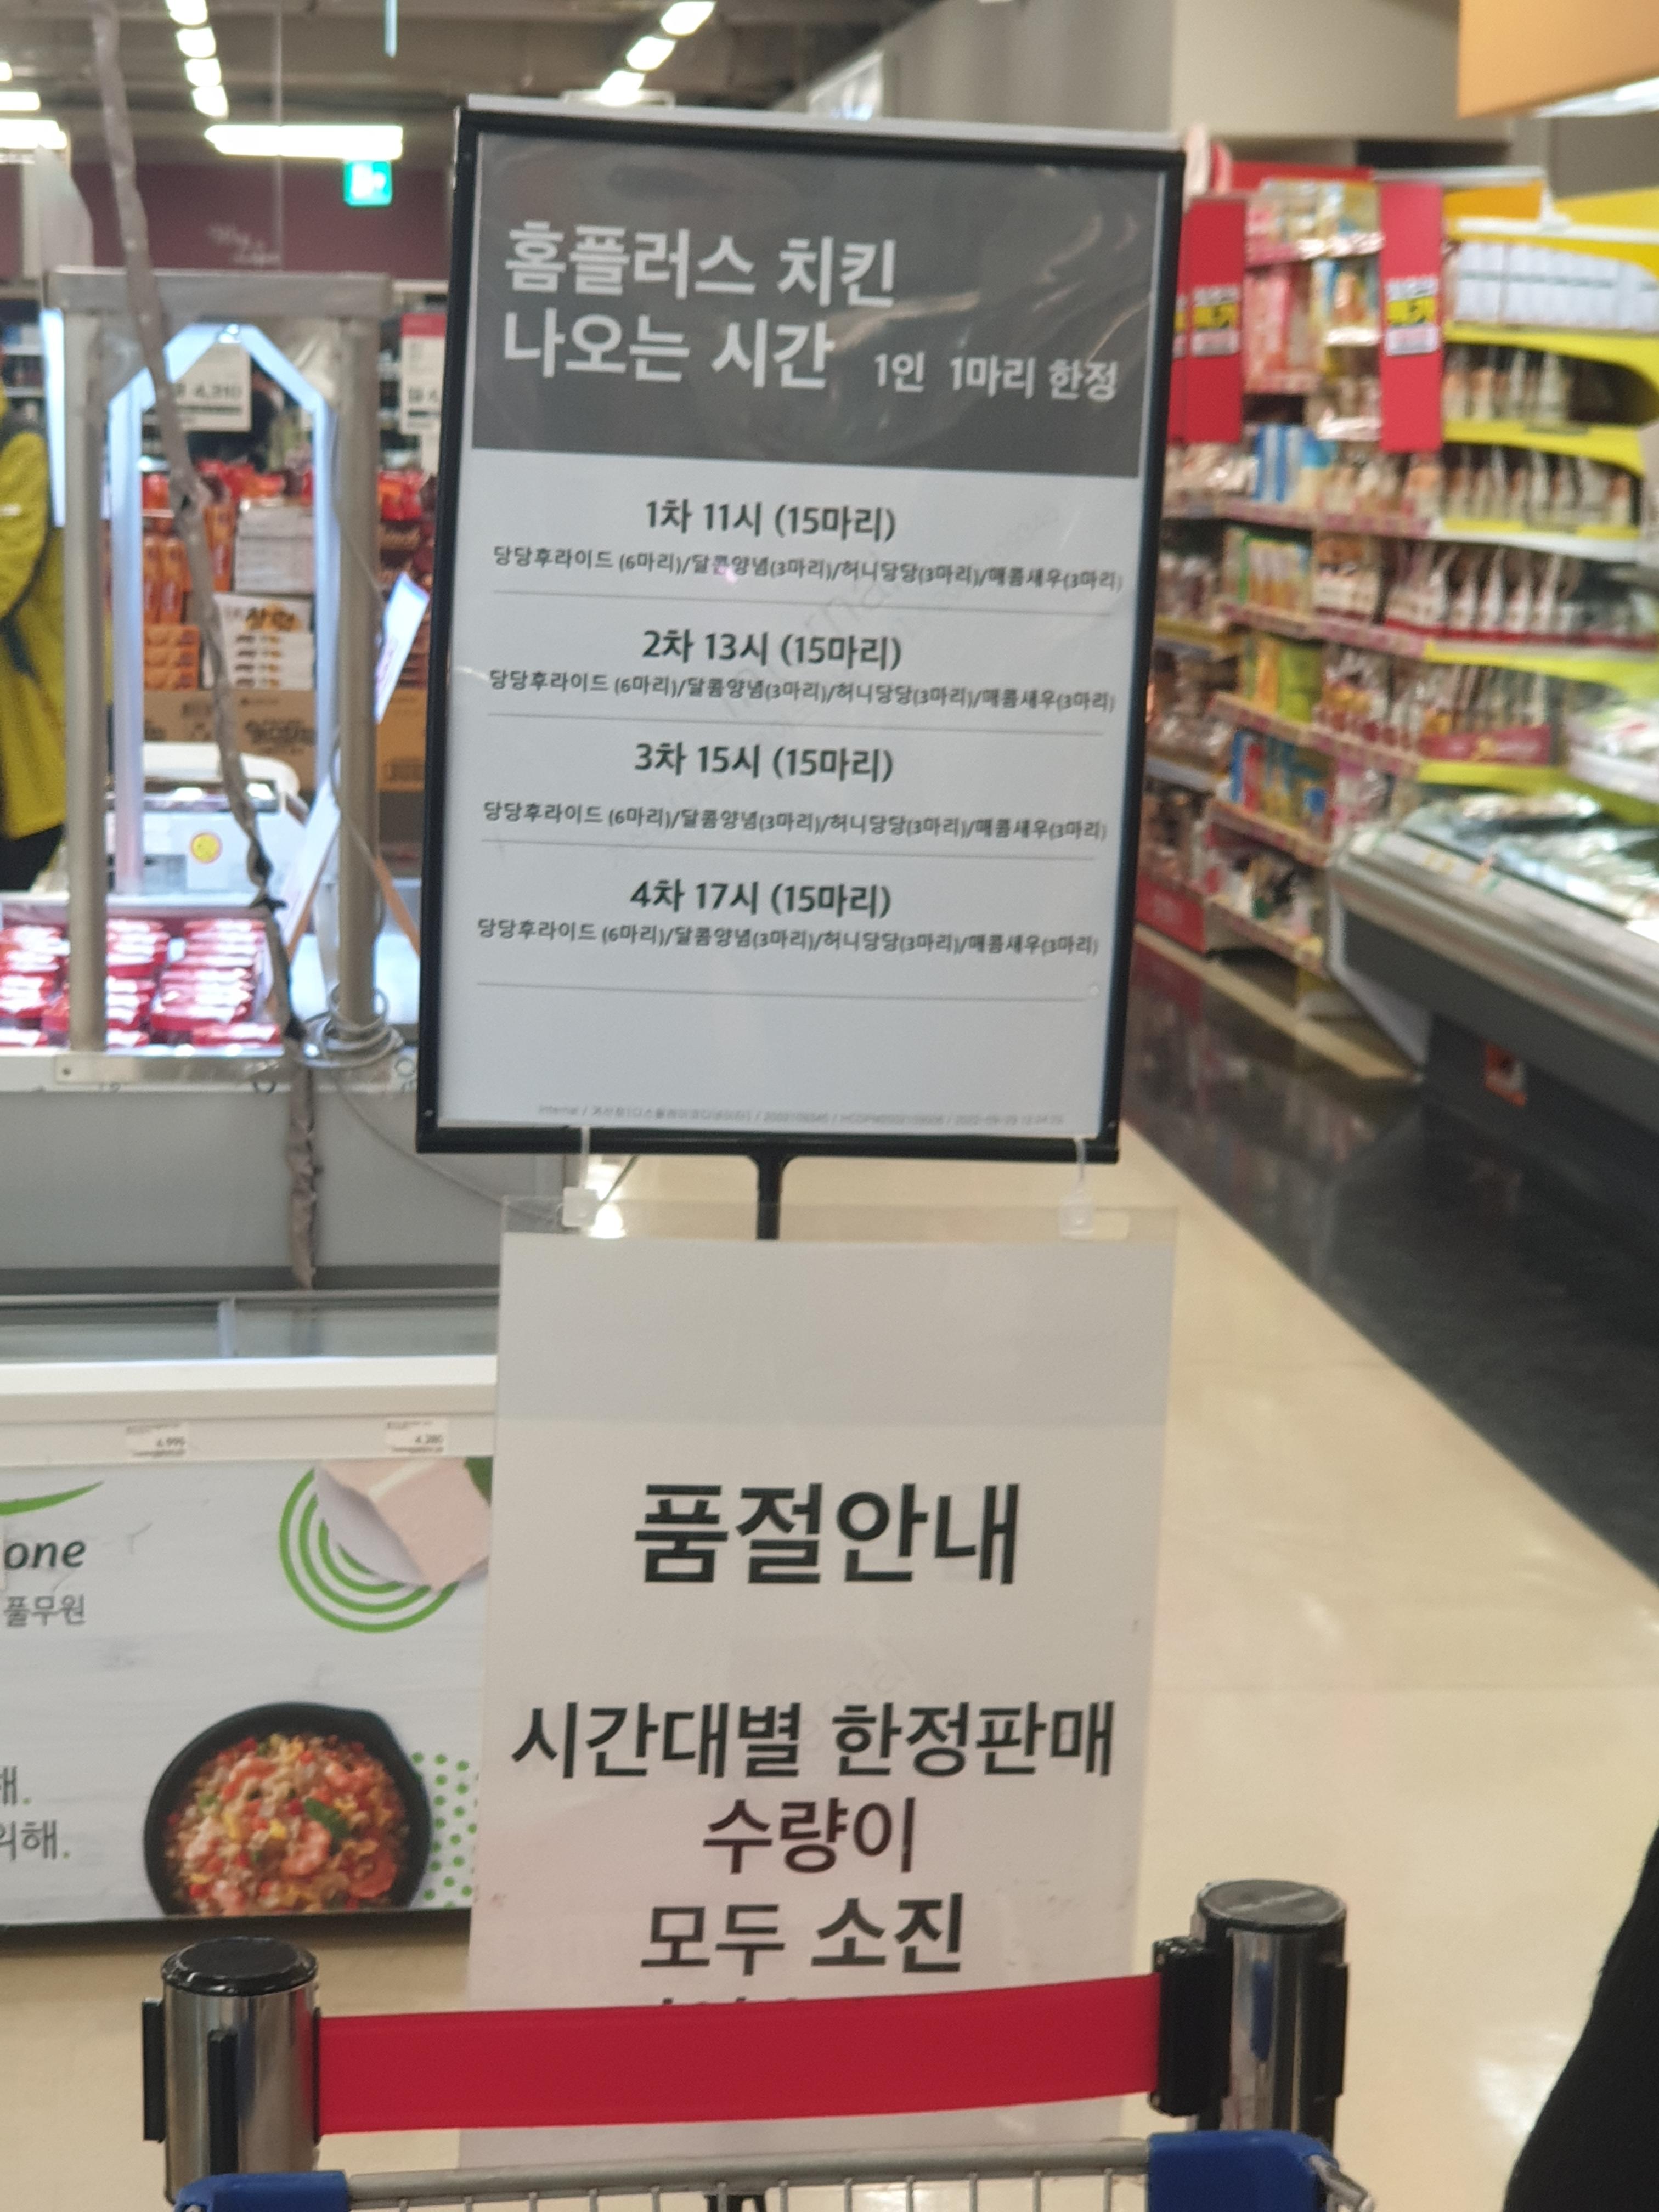 홈플러스 치킨
나오는 시간 1인 1마리 한정
1차 11시 (15마리)
당당후라이드 (6마리)/달콤양념(3마리)/허니당당(3마리)/매콤새우(3마리)
2차 13시 (15마리)
당당후라이드 (6마리)/달콤양념(3마리)/허니당당(3마리)/매콤새우(3마리)
3차 15시 (15마리)
당당후라이드 (6마리)/달콤양념(3마리)/허니당당(3마리)/매콤새우(3마리)
4차 17시 (15마리)
당당후라이드 (6마리)/달콤양념(3마리)/허니당당(3마리)/매콤새우(3마리)
품절안내
시간대별 한정판매
수량이
모두 소진
one
풀무원
해.
위해.
4,310
4,380